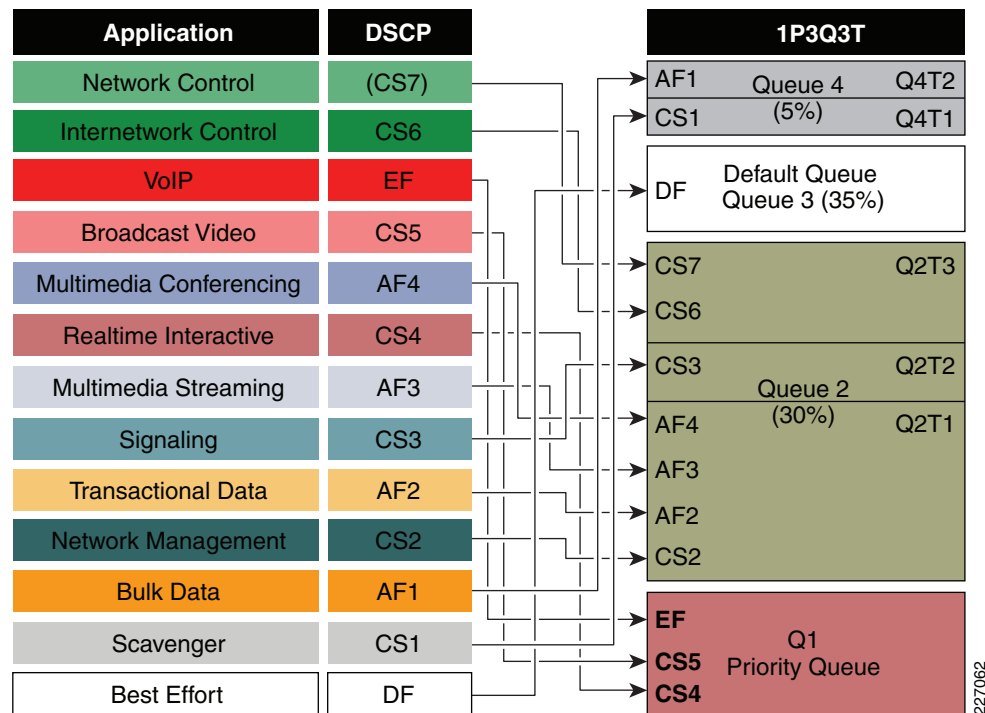 Application DSCP 1P3Q3T
Network Control (CS7)
Internetwork Control CS6
VoIP EF
Broadcast Video CS5
Multimedia Conferencing AF4
Realtime Interactive CS4
Multimedia Streaming AF3
Signaling CS3
Transactional Data AF2
Network Management CS2
Bulk Data AF1
Scavenger CS1
Best Effort DF
AF1 Queue 4 Q4T2
CS1 (5%) Q4T1
Default Queue
DF Queue 3 (35%)
CS7 Q2T3
CS6
CS3 Q2T2
Queue 2
(30%)
AF4 Q2T1
AF3
AF2
CS2
EF
Q1
CS5 Priority Queue
CS4
227062